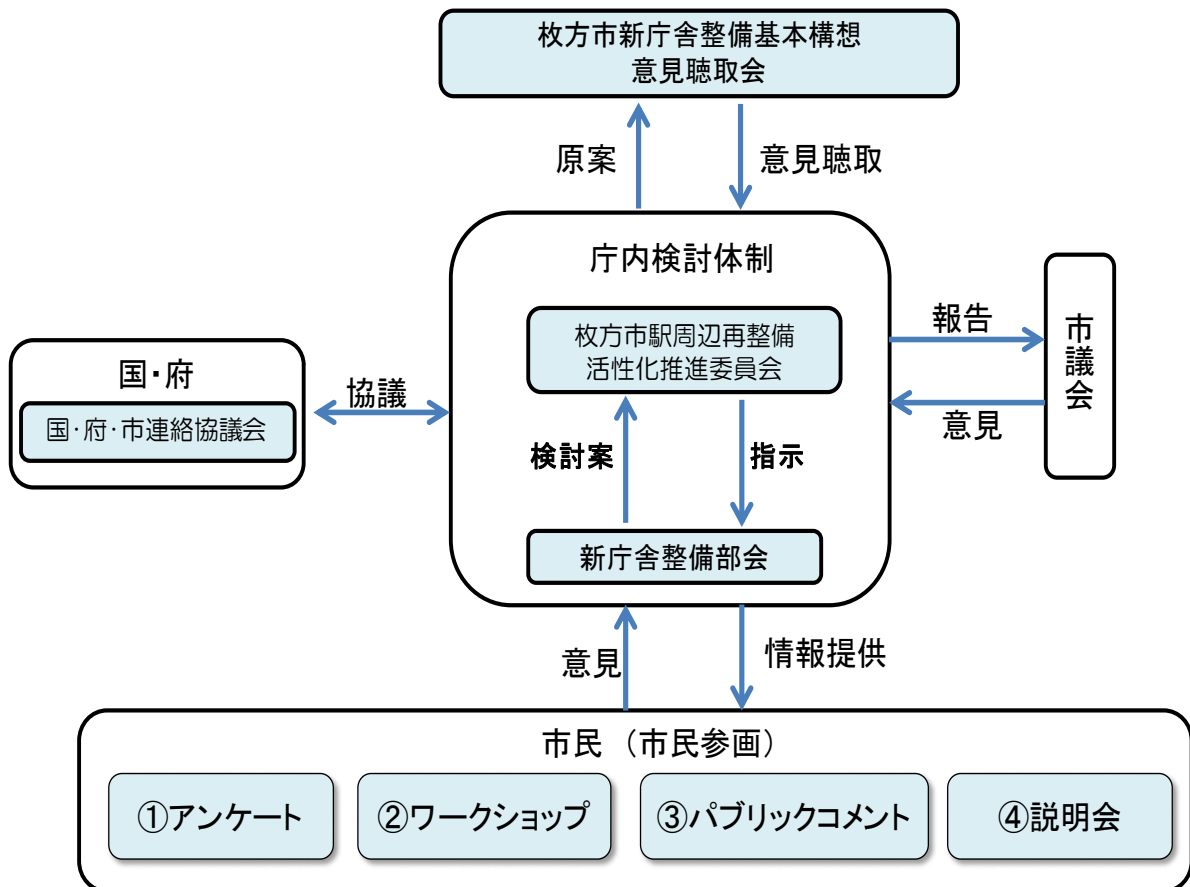 枚方市新庁舎整備基本構想
意見聴取会
原案
意見聴取
庁内検討体制
枚方市駅周辺再整備
活性化推進委員会
検討案
指示
新庁舎整備部会
国・府
国・府・市連絡協議会
協議
報告
意見
市議会
意見
情報提供
市民（市民参画）
①アンケート
②ワークショップ
③パブリックコメント
④説明会